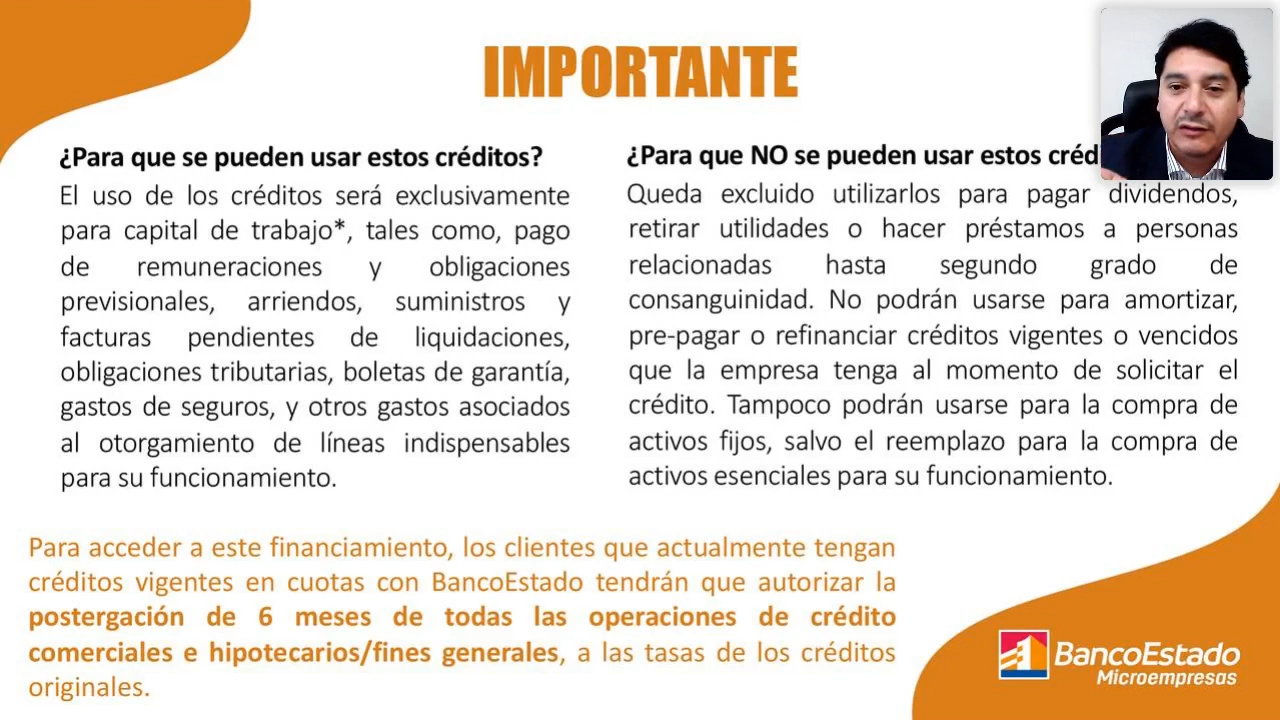 IMPORTANTE
¿Para que se pueden usar estos créditos?
El uso de los créditos será exclusivamente
para capital de trabajo*, tales como, pago
de remuneraciones y obligaciones
previsionales, arriendos, suministros y
facturas pendientes de liquidaciones,
obligaciones tributarias, boletas de garantía,
gastos de seguros, y otros gastos asociados
al otorgamiento de líneas indispensables
para su funcionamiento.
¿Para que NO se pueden usar estos créd
Queda excluido utilizarlos para pagar dividendos,
retirar utilidades o hacer préstamos a personas
relacionadas hasta segundo grado de
consanguinidad. No podrán usarse para amortizar,
pre-pagar o refinanciar créditos vigentes o vencidos
que la empresa tenga al momento de solicitar el
crédito. Tampoco podrán usarse para la compra de
activos fijos, salvo el reemplazo para la compra de
activos esenciales para su funcionamiento.
Para acceder a este financiamiento, los clientes que actualmente tengan
créditos vigentes en cuotas con BancoEstado tendrán que autorizar la
postergación de 6 meses de todas las operaciones de crédito
comerciales e hipotecarios/fines generales, a las tasas de los créditos
originales.
BancoEstado
Microempresas